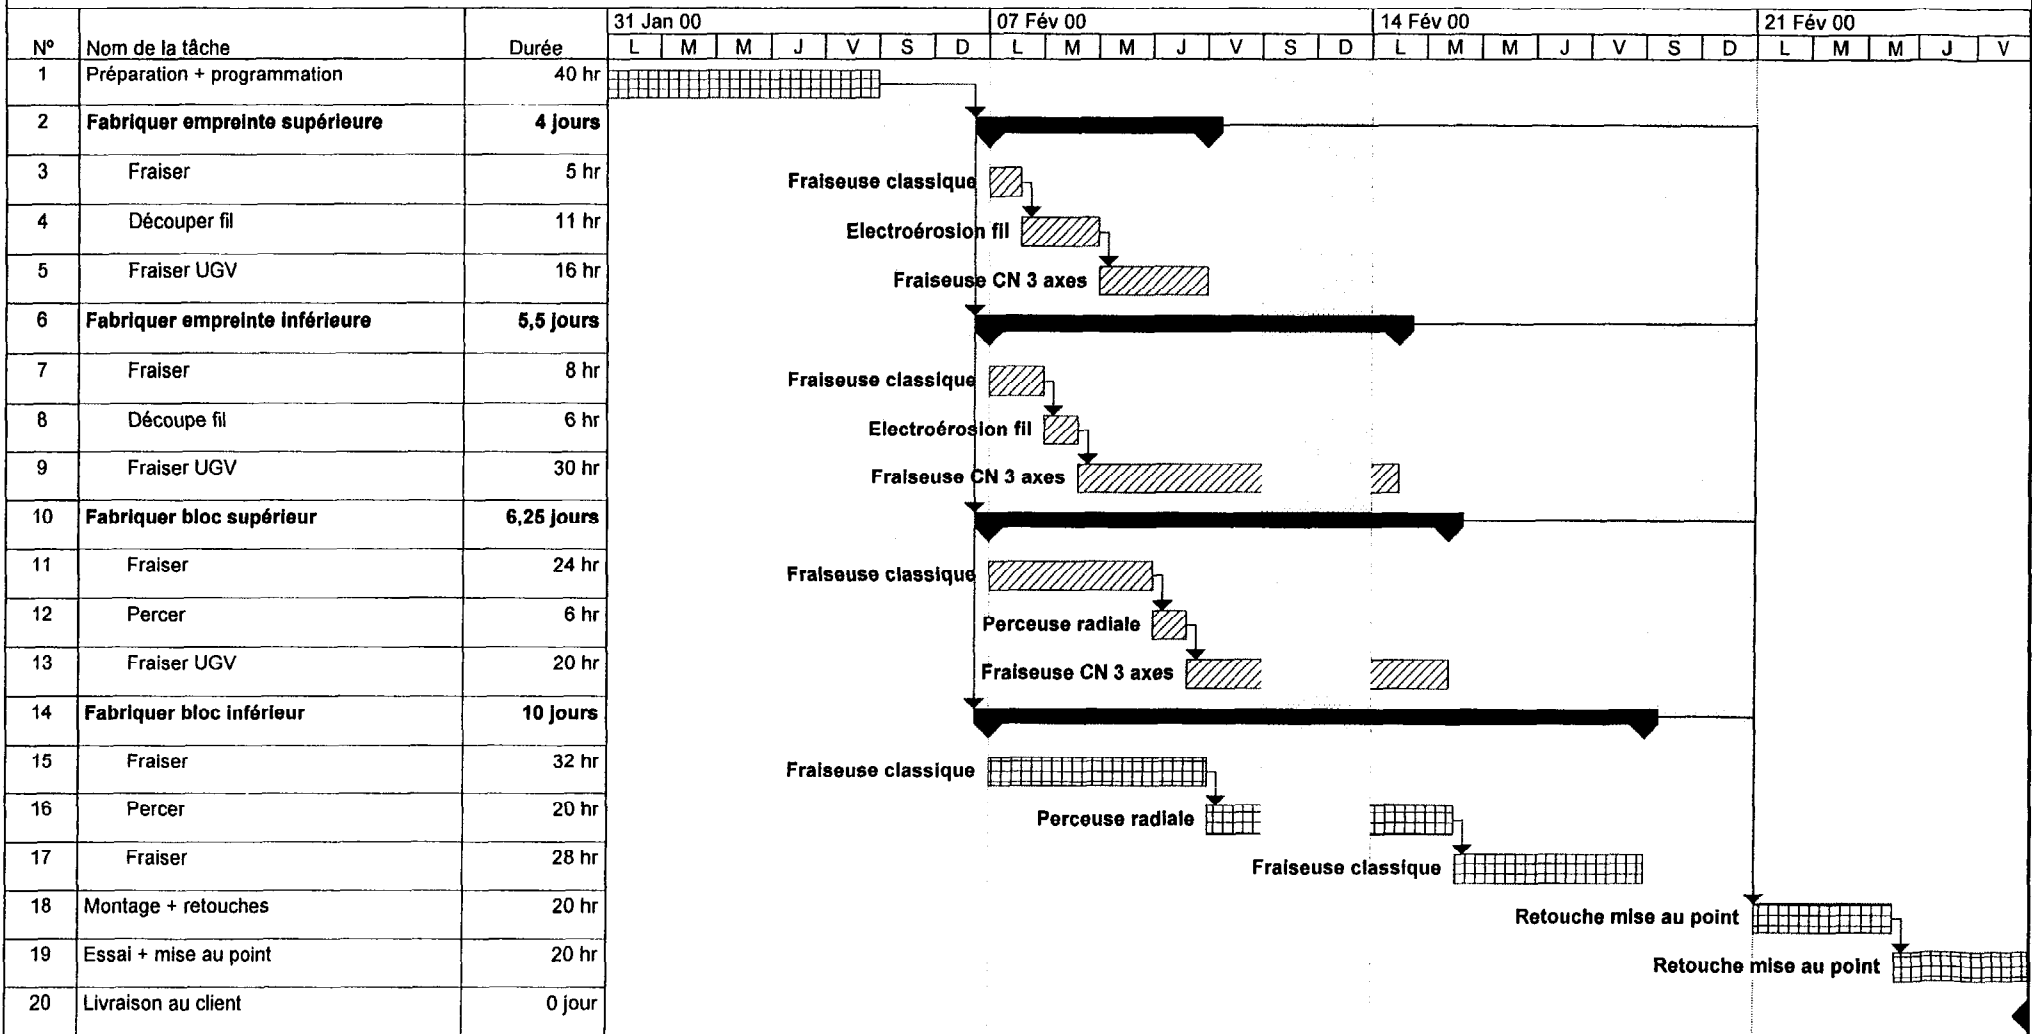 31 Jan 00 07 Fév 00 14 Fév 00 21 Fév 00
Nº Nom de la tâche Durée L M M J V S D L M M J V S D L M M J V S D L M M J V
1 Préparation + programmation 40 hr
2 Fabriquer empreinte supérieure 4 jours
3 Fraiser 5 hr Fraiseuse classique
4 Découper fil 11 hr Electroérosion fil
5 Fraiser UGV 16 hr Fraiseuse CN 3 axes
6 Fabriquer empreinte inférieure 5,5 jours
7 Fraiser 8 hr Fraiseuse classique
8 Découpe fil 6 hr Electroérosion fil
9 Fraiser UGV 30 hr Fraiseuse CN 3 axes
10 Fabriquer bloc supérieur 6,25 jours
11 Fraiser 24 hr Fraiseuse classique
12 Percer 6 hr Perceuse radiale
13 Fraiser UGV 20 hr Fraiseuse CN 3 axes
14 Fabriquer bloc inférieur 10 jours
15 Fraiser 32 hr Fraiseuse classique
16 Percer 20 hr Perceuse radiale
17 Fraiser 28 hr Fraiseuse classique
18 Montage + retouches 20 hr Retouche mise au point
19 Essai + mise au point 20 hr Retouche mise au point
20 Livraison au client 0 jour